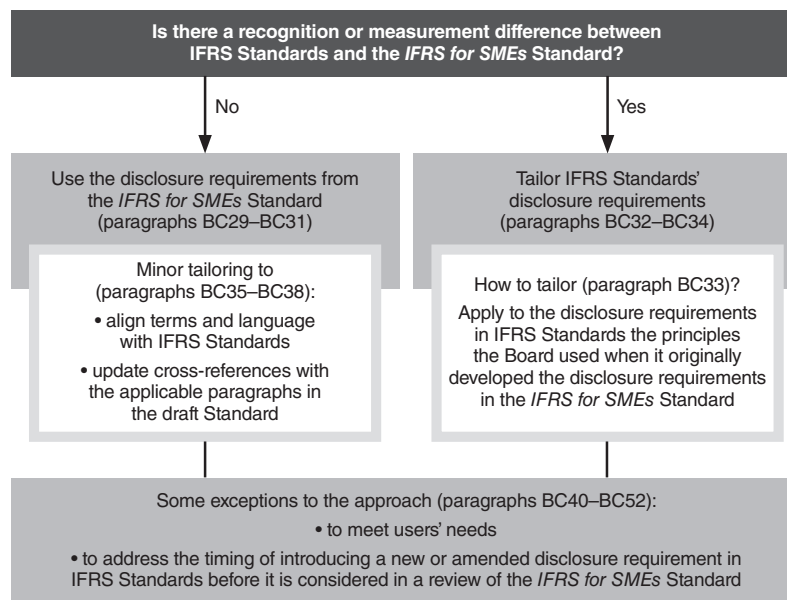 Is there a recognition or measurement difference between
IFRS Standards and the IFRS for SMEs Standard?
No
Yes
Use the disclosure requirements from
the IFRS for SMEs Standard
(paragraphs BC29–BC31)
Minor tailoring to
(paragraphs BC35–BC38):
• align terms and language
with IFRS Standards
• update cross-references with
the applicable paragraphs in
the draft Standard
Tailor IFRS Standards’
disclosure requirements
(paragraphs BC32–BC34)
How to tailor (paragraph BC33)?
Apply to the disclosure requirements
in IFRS Standards the principles
the Board used when it originally
developed the disclosure requirements
in the IFRS for SMEs Standard
Some exceptions to the approach (paragraphs BC40–BC52):
• to meet users’ needs
• to address the timing of introducing a new or amended disclosure requirement in
IFRS Standards before it is considered in a review of the IFRS for SMEs Standard